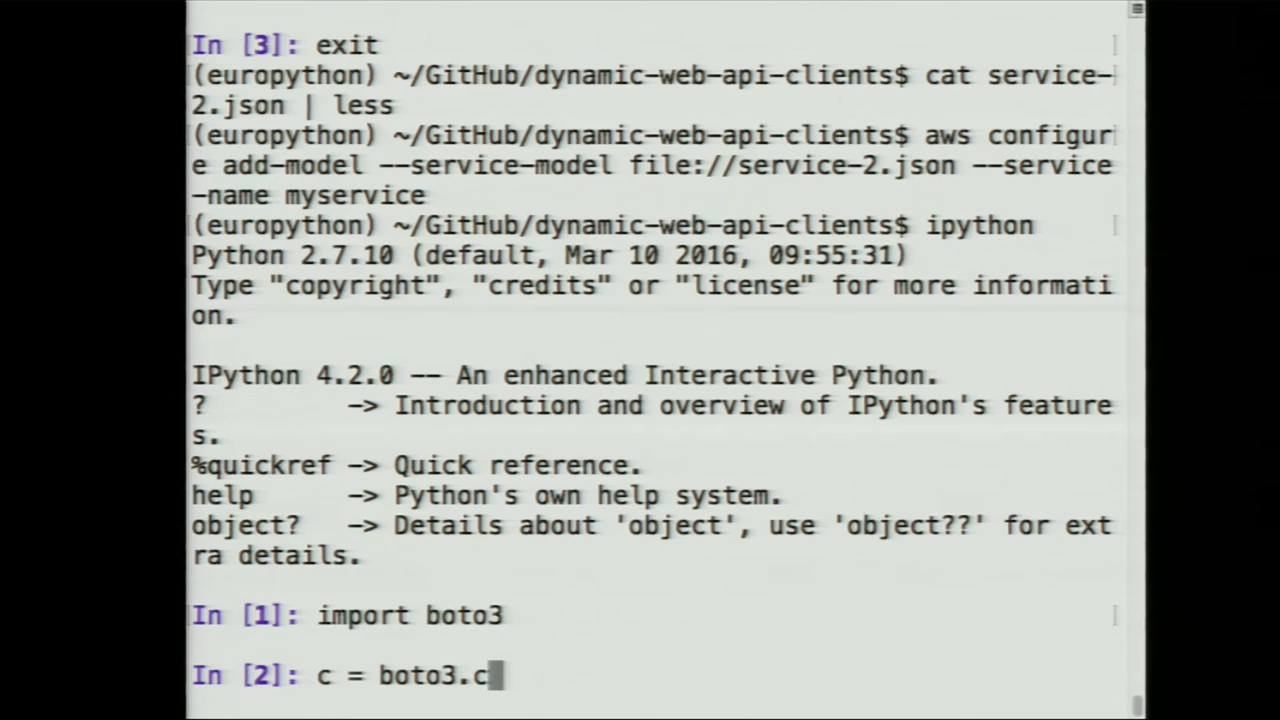 In [3]: exit
(europython) ~/GitHub/dynamic-web-api-clients$ cat service-
2.json | less
(europython) ~/GitHub/dynamic-web-api-clients$ aws configur
e add-model --service-model file://service-2.json --service
-name myservice
(europython) ~/GitHub/dynamic-web-api-clients$ ipython
Python 2.7.10 (default, Mar 10 2016, 09:55:31)
Type "copyright", "credits" or "license" for more informati
on.
IPython 4.2.0 -- An enhanced Interactive Python.
?         -> Introduction and overview of IPython's feature
s.
%quickref -> Quick reference.
help      -> Python's own help system.
object?   -> Details about 'object', use 'object??' for ext
ra details.
In [1]: import boto3
In [2]: c = boto3.c